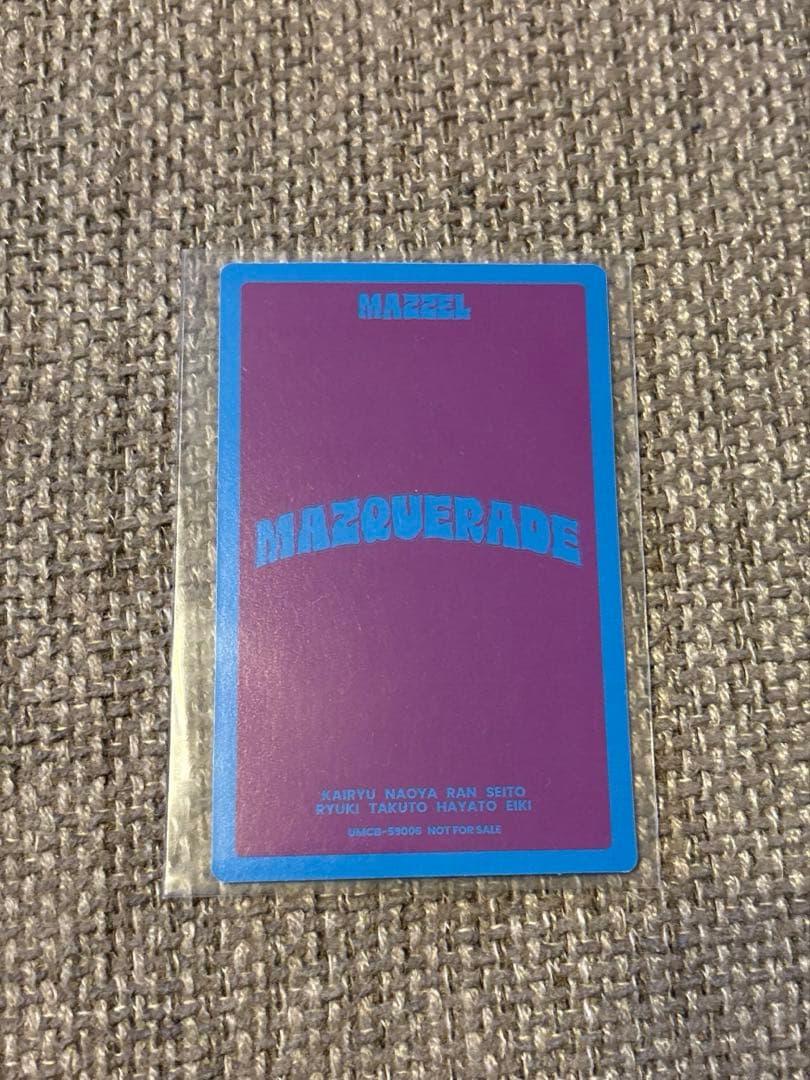 MAZZEL
MAZQUERADE
KAIRYU NAOYA RAN SEITO
RYUKI TAKUTO HAYATO EIKI
UMCB-59006 NOT FOR SALE